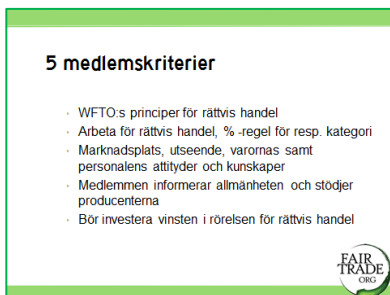 5 medlemskriterier
WFTO:s principer för rättvis handel
Arbeta för rättvis handel, % -regel för resp. kategori
Marknadsplats, utseende, varornas samt
personalens attityder och kunskaper
Medlemmen informerar allmänheten och stödjer
producenterna
Bör investera vinsten i rörelsen för rättvis handel
FAIR
TRADE
ORG